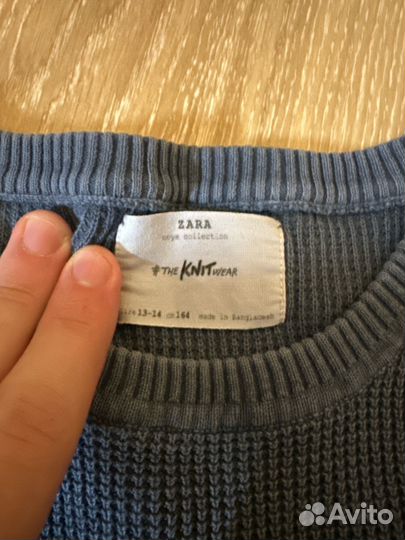 ZARA
boys collection
#THE KNITWEAR
size 13-14 cm 164 made in Bangladesh
Avito